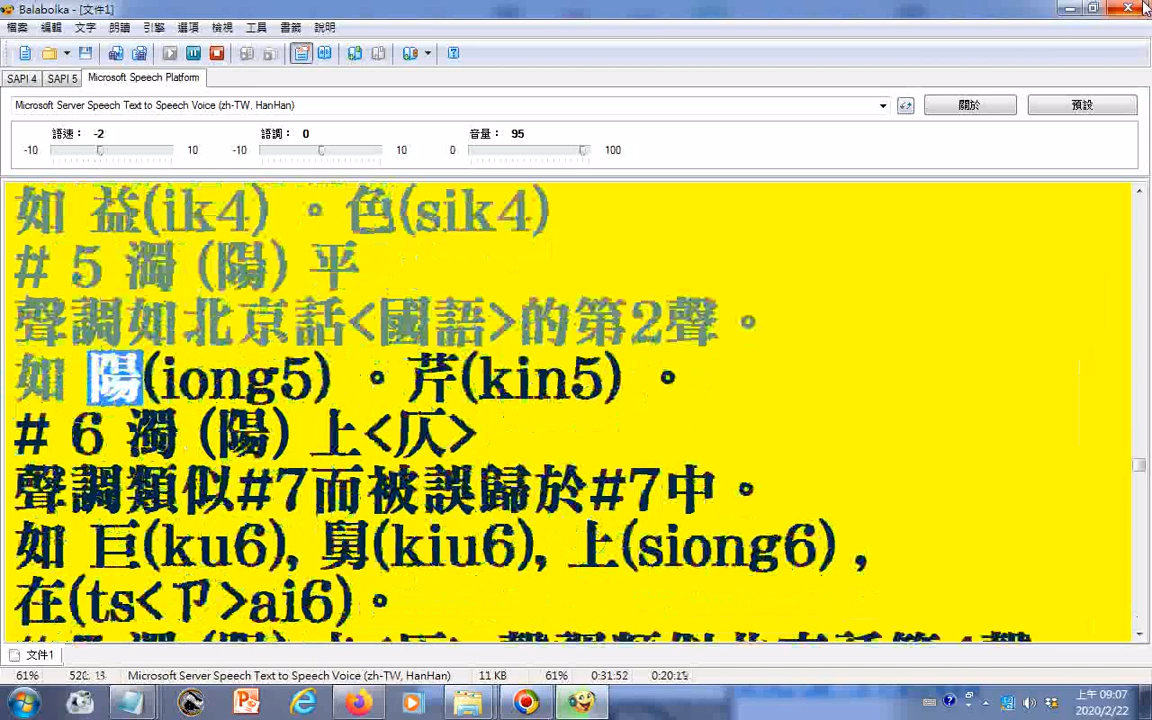 Balabolka - [文件1]
檔案 編輯 文字 朗讀 引擎 選項 檢視 工具 書籤 說明
SAPI 4 SAPI 5 Microsoft Speech Platform
Microsoft Server Speech Text to Speech Voice (zh-TW, HanHan) 關於 預設
語速： -2 語調： 0 音量： 95
-10 10 -10 10 0 100
如 益(ik4) 。色(sik4)
# 5 濁 (陽) 平
聲調如北京話<國語>的第2聲。
如 陽(iong5) 。芹(kin5) 。
# 6 濁 (陽) 上<仄>
聲調類似#7而被誤歸於#7中。
如 巨(ku6), 舅(kiu6), 上(siong6) ,
在(ts<ㄗ>ai6)。
文件1
61% Microsoft Server Speech Text to Speech Voice (zh-TW, HanHan) 11 KB 61% 0:31:52
上午 09:07
2020/2/22